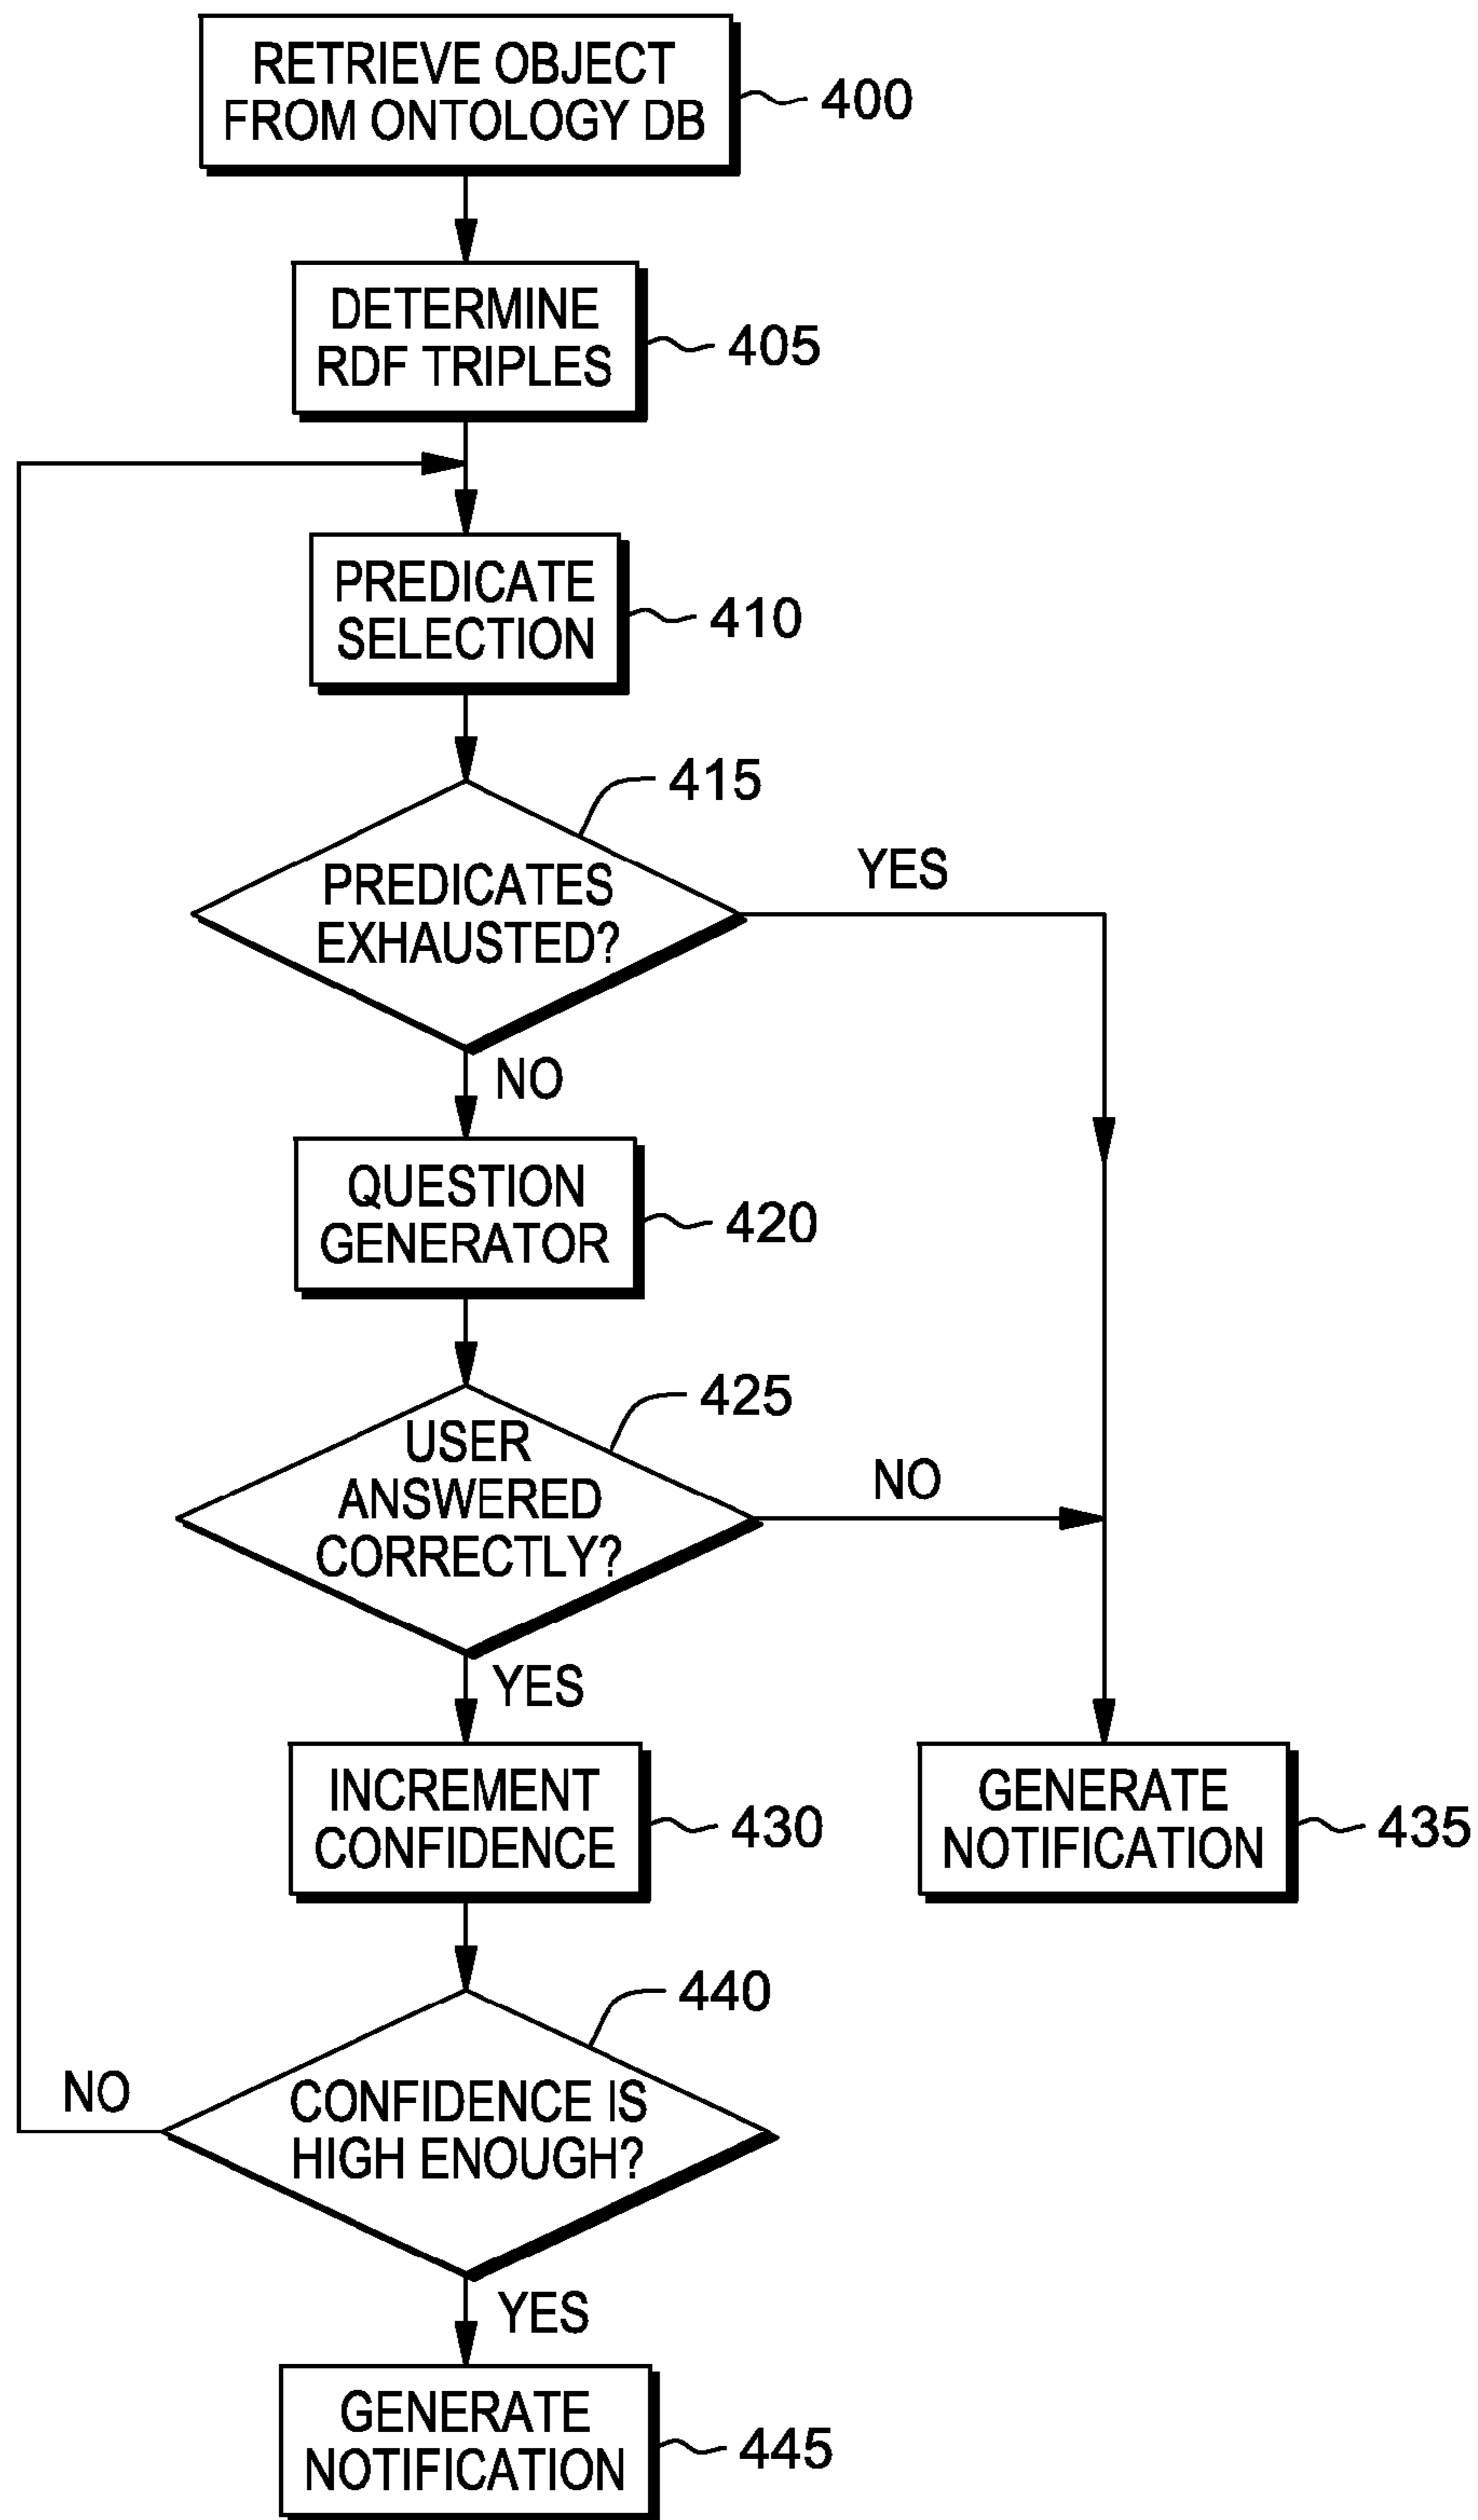 RETRIEVE OBJECT
FROM ONTOLOGY DB
400
DETERMINE
RDF TRIPLES
405
PREDICATE
SELECTION
410
415
PREDICATES
EXHAUSTED?
YES
NO
QUESTION
GENERATOR
420
425
USER
ANSWERED
CORRECTLY?
NO
YES
INCREMENT
CONFIDENCE
430
GENERATE
NOTIFICATION
435
440
CONFIDENCE IS
HIGH ENOUGH?
NO
YES
GENERATE
NOTIFICATION
445